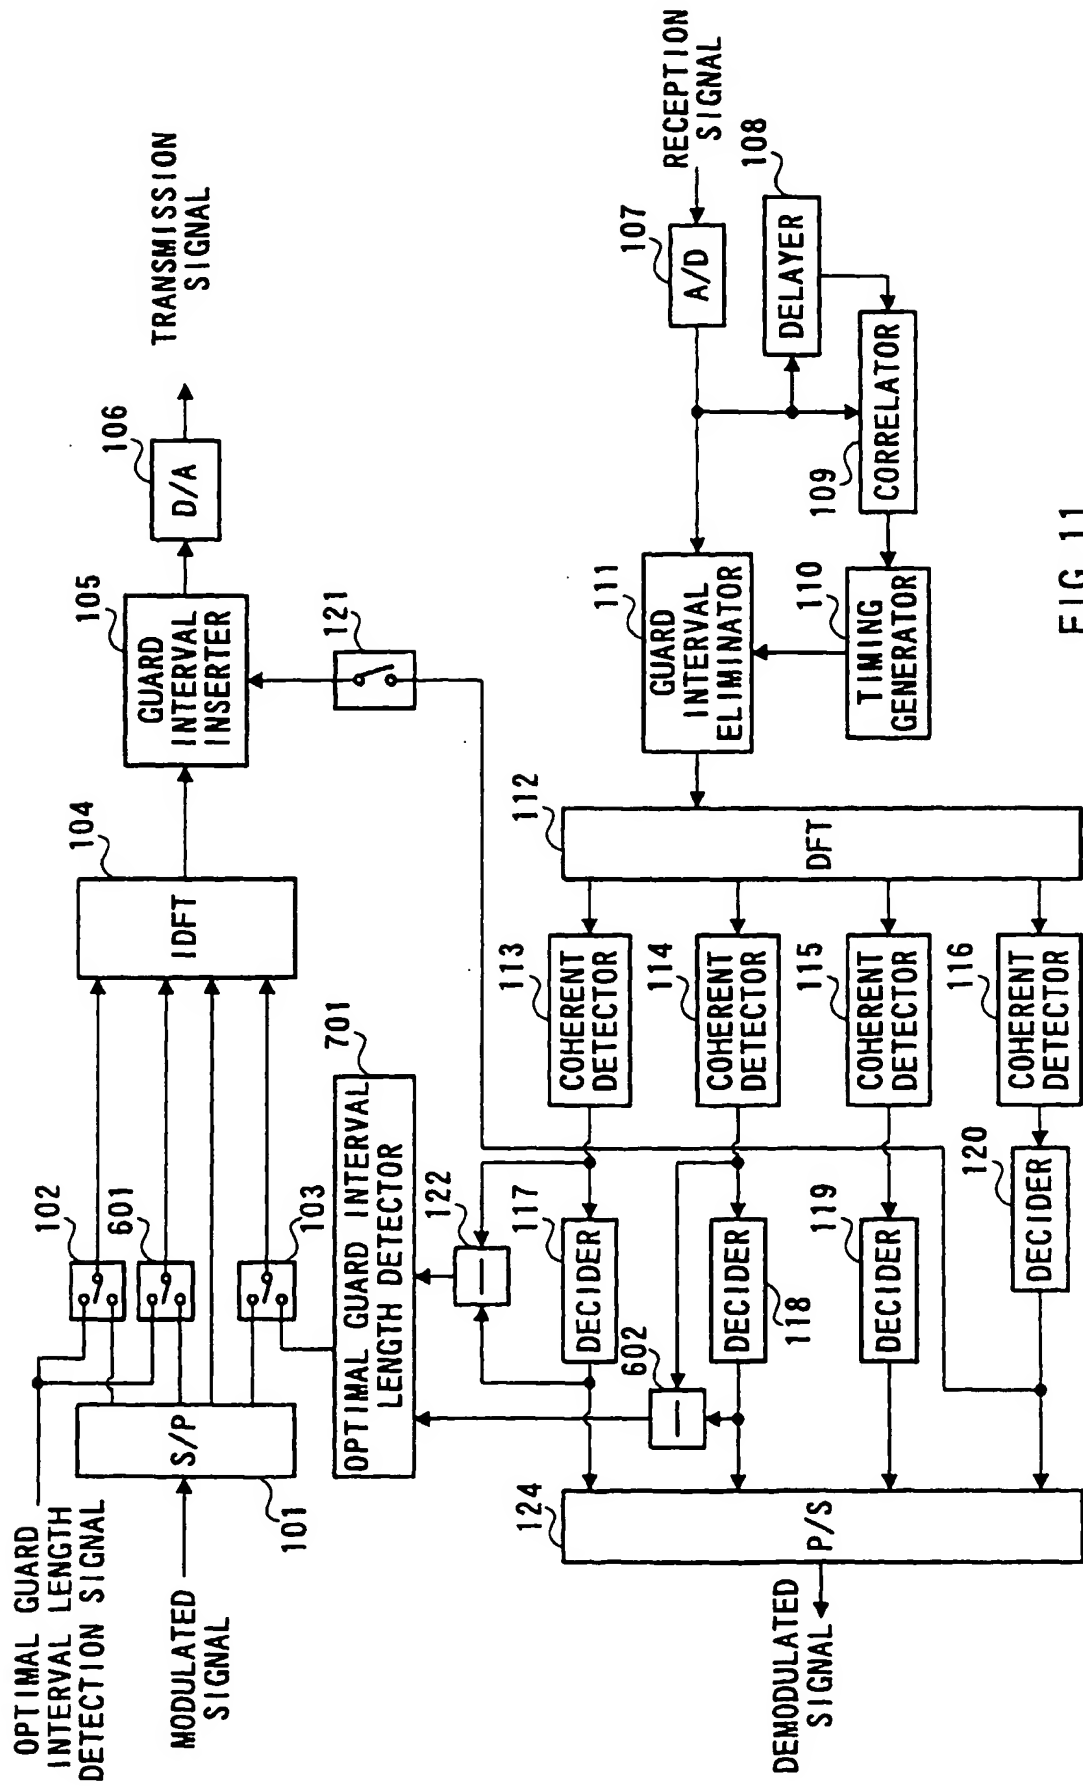 OPTIMAL GUARD
INTERVAL LENGTH
DETECTION SIGNAL
MODULATED
SIGNAL
S/P
101
102
601
103
IDFT
104
GUARD
INTERVAL
INSERTER
105
D/A
106
TRANSMISSION
SIGNAL
121
OPTIMAL GUARD INTERVAL
LENGTH DETECTOR
701
122
602
RECEPTION
SIGNAL
A/D
107
DELAYER
108
CORRELATOR
109
TIMING
GENERATOR
110
GUARD
INTERVAL
ELIMINATOR
111
DFT
112
COHERENT
DETECTOR
113
COHERENT
DETECTOR
114
COHERENT
DETECTOR
115
COHERENT
DETECTOR
116
DECIDER
117
DECIDER
118
DECIDER
119
DECIDER
120
P/S
124
DEMODULATED
SIGNAL
FIG. 11